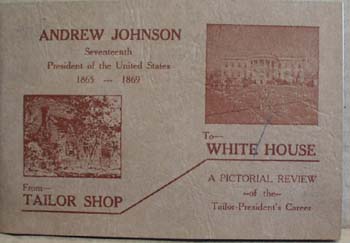 ANDREW JOHNSON
Seventeenth
President of the United States
1865 — 1869
From—
TAILOR SHOP
To—
WHITE HOUSE
A PICTORIAL REVIEW
--of the--
Tailor-President's Career